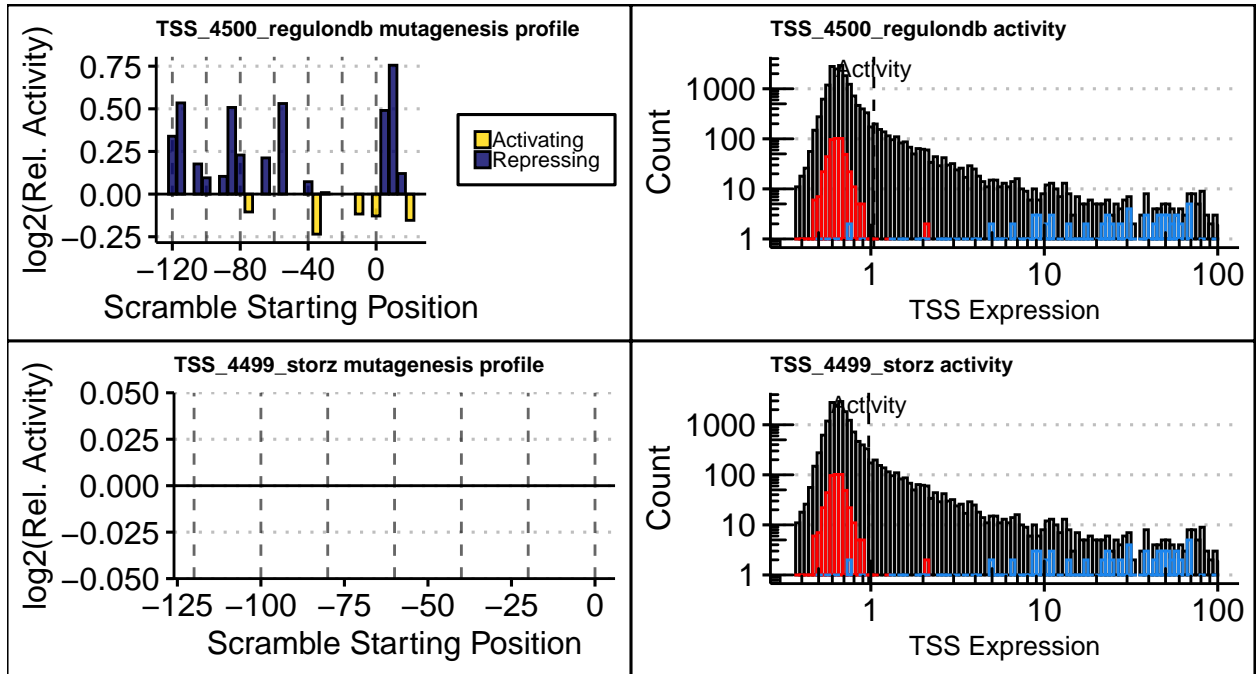 TSS_4500_regulondb mutagenesis profile
log2(Rel. Activity)
0.75
0.50
0.25
0.00
−0.25
−120 −80 −40 0
Scramble Starting Position
Activating
Repressing
TSS_4500_regulondb activity
Activity
Count
1000
100
10
1
1 10 100
TSS Expression
TSS_4499_storz mutagenesis profile
log2(Rel. Activity)
0.050
0.025
0.000
−0.025
−0.050
−125 −100 −75 −50 −25 0
Scramble Starting Position
TSS_4499_storz activity
Activity
Count
1000
100
10
1
1 10 100
TSS Expression